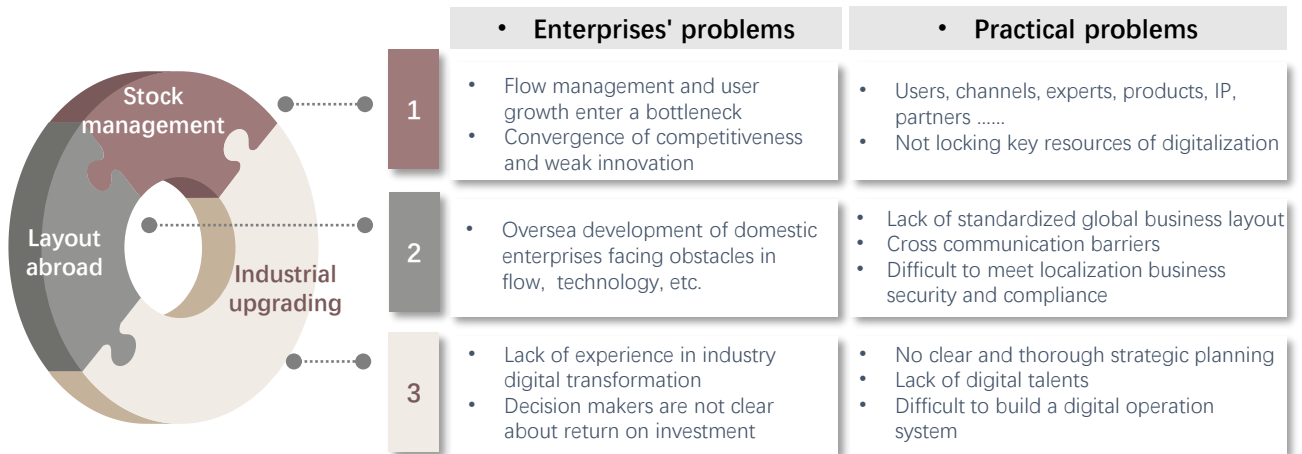 • Enterprises' problems
• Practical problems
Stock
management
Layout
abroad
Industrial
upgrading
1
• Flow management and user
growth enter a bottleneck
• Convergence of competitiveness
and weak innovation
• Users, channels, experts, products, IP,
partners ......
• Not locking key resources of digitalization
2
• Oversea development of domestic
enterprises facing obstacles in
flow, technology, etc.
• Lack of standardized global business layout
• Cross communication barriers
• Difficult to meet localization business
security and compliance
3
• Lack of experience in industry
digital transformation
• Decision makers are not clear
about return on investment
• No clear and thorough strategic planning
• Lack of digital talents
• Difficult to build a digital operation
system